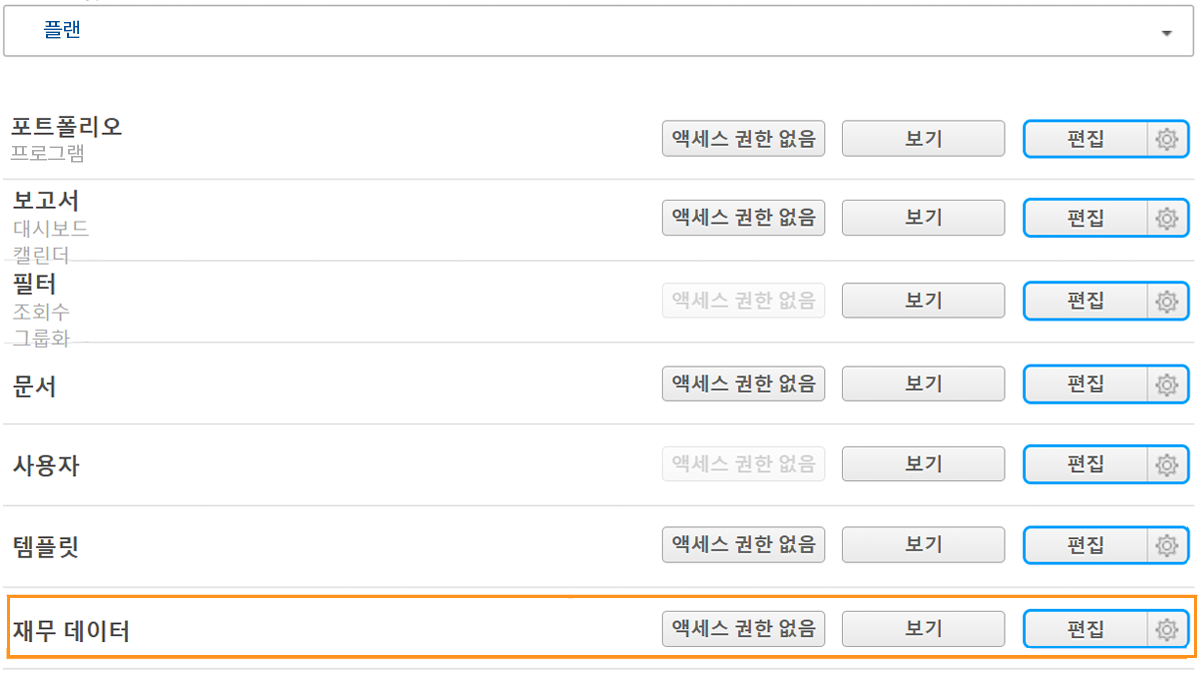 플랜
포트폴리오
프로그램
액세스 권한 없음 보기 편집
보고서
대시보드
캘린더
액세스 권한 없음 보기 편집
필터
조회수
그룹화
액세스 권한 없음 보기 편집
문서
액세스 권한 없음 보기 편집
사용자
액세스 권한 없음 보기 편집
템플릿
액세스 권한 없음 보기 편집
재무 데이터
액세스 권한 없음 보기 편집